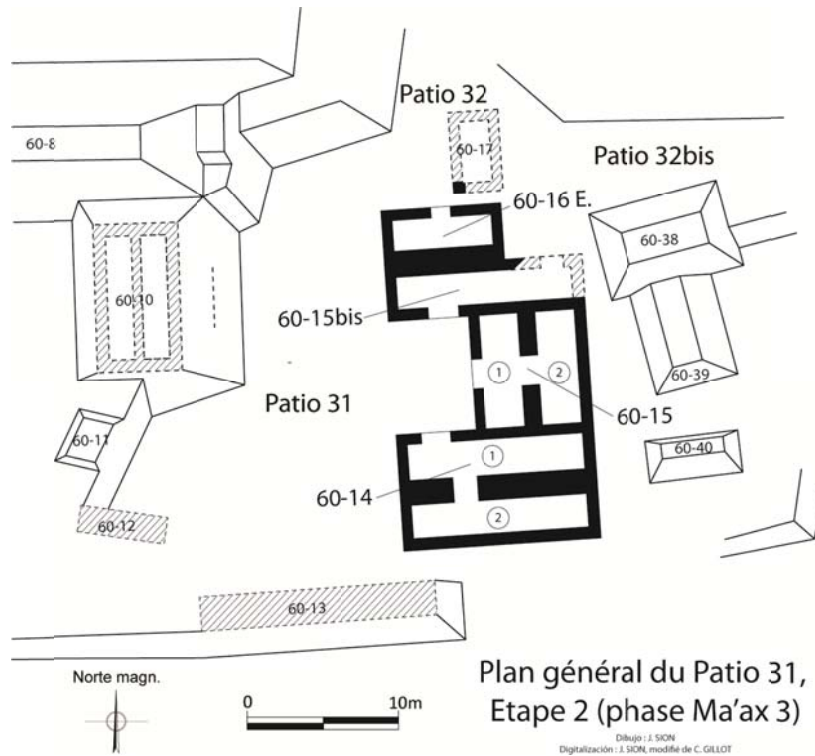 Patio 32
60-8
60-17
Patio 32bis
60-16 E.
60-38
60-10
60-15bis
1
2
60-39
Patio 31
60-15
60-11
60-40
1
60-14
2
60-12
60-13
Norte magn.
0 10m
Plan général du Patio 31,
Etape 2 (phase Ma'ax 3)
Dibujo : J. SION
Digitalización : J. SION, modifié de C. GILLOT